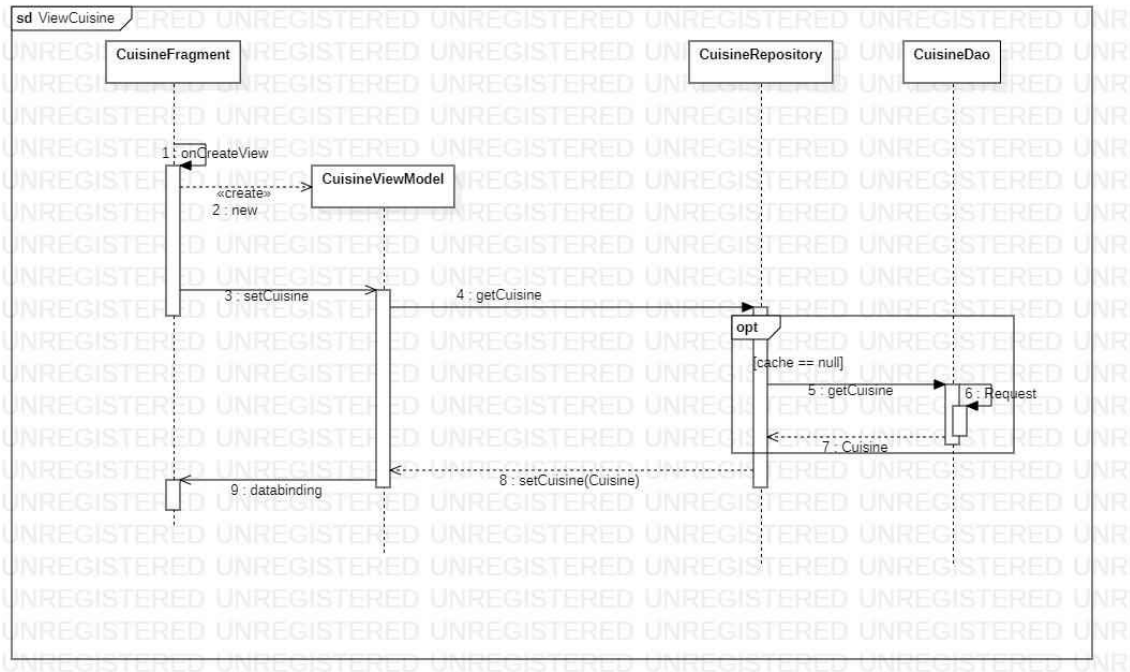 sd ViewCuisine
CuisineFragment
CuisineRepository
CuisineDao
1 : onCreateView
CuisineViewModel
«create»
2 : new
3 : setCuisine
4 : getCuisine
opt
[cache == null]
5 : getCuisine
6 : Request
7 : Cuisine
8 : setCuisine(Cuisine)
9 : databinding